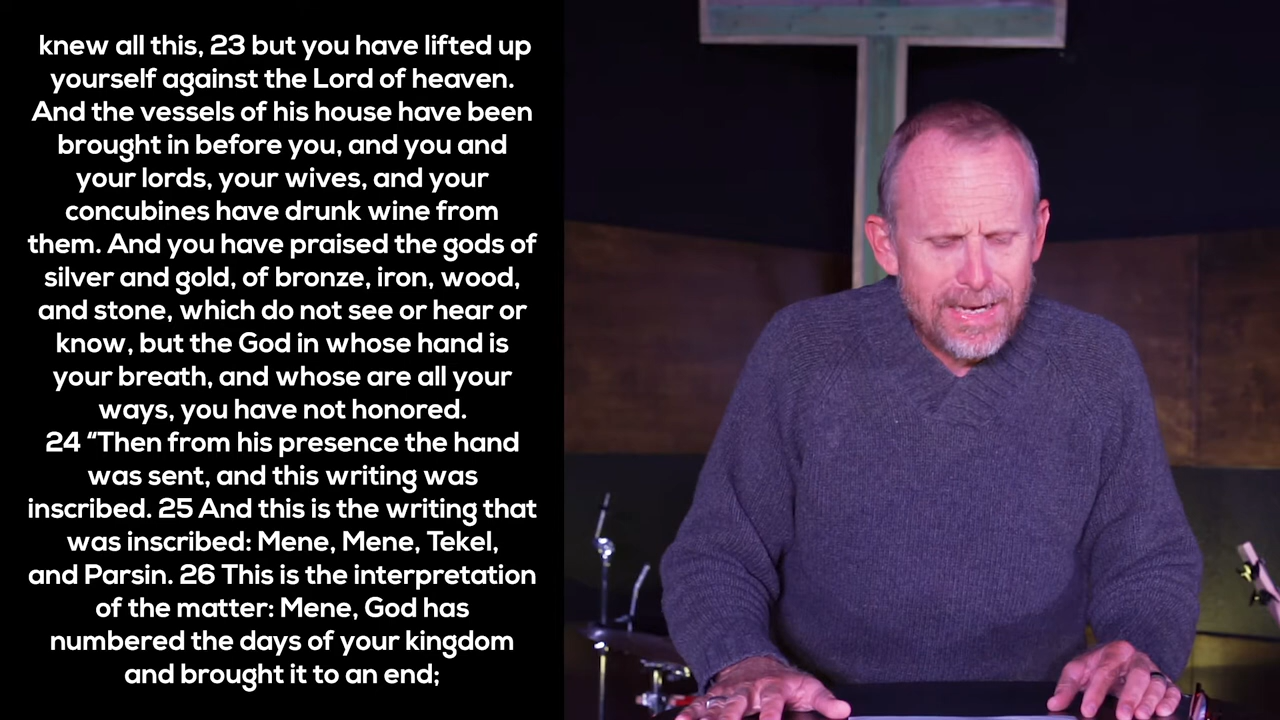 knew all this, 23 but you have lifted up
yourself against the Lord of heaven.
And the vessels of his house have been
brought in before you, and you and
your lords, your wives, and your
concubines have drunk wine from
them. And you have praised the gods of
silver and gold, of bronze, iron, wood,
and stone, which do not see or hear or
know, but the God in whose hand is
your breath, and whose are all your
ways, you have not honored.
24 “Then from his presence the hand
was sent, and this writing was
inscribed. 25 And this is the writing that
was inscribed: Mene, Mene, Tekel,
and Parsin. 26 This is the interpretation
of the matter: Mene, God has
numbered the days of your kingdom
and brought it to an end;